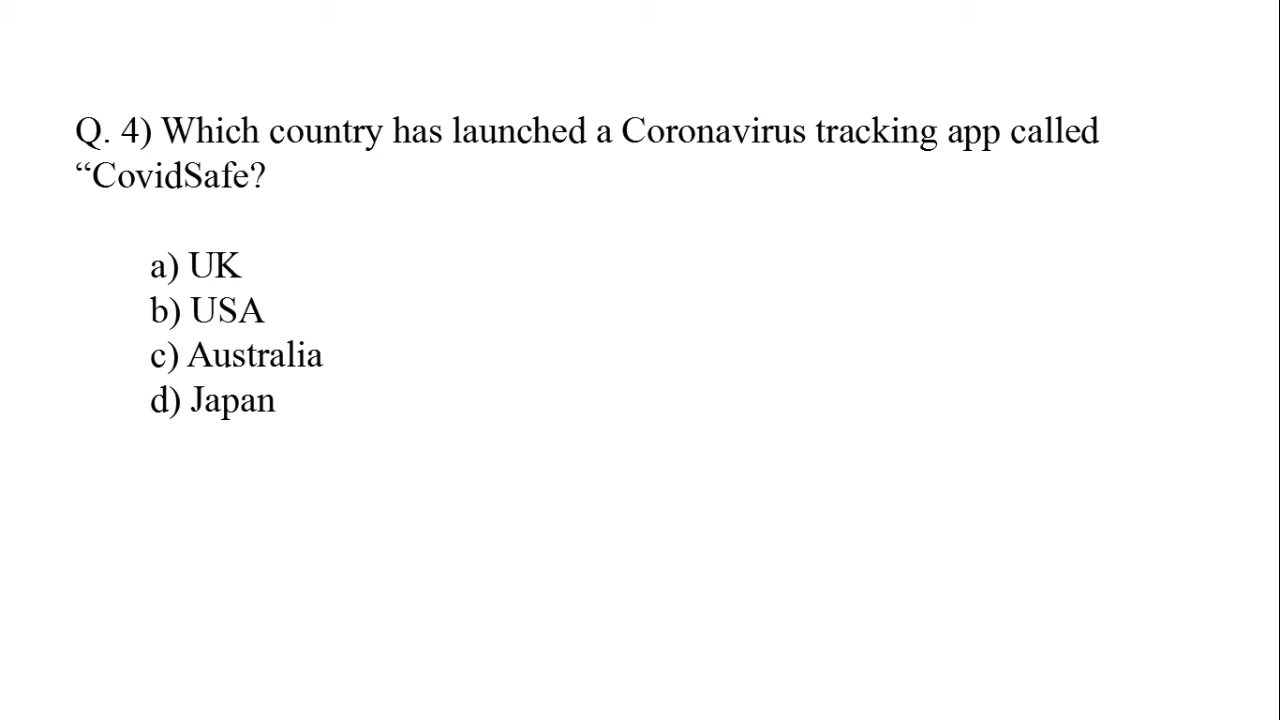 Q. 4) Which country has launched a Coronavirus tracking app called
“CovidSafe?
a) UK
b) USA
c) Australia
d) Japan